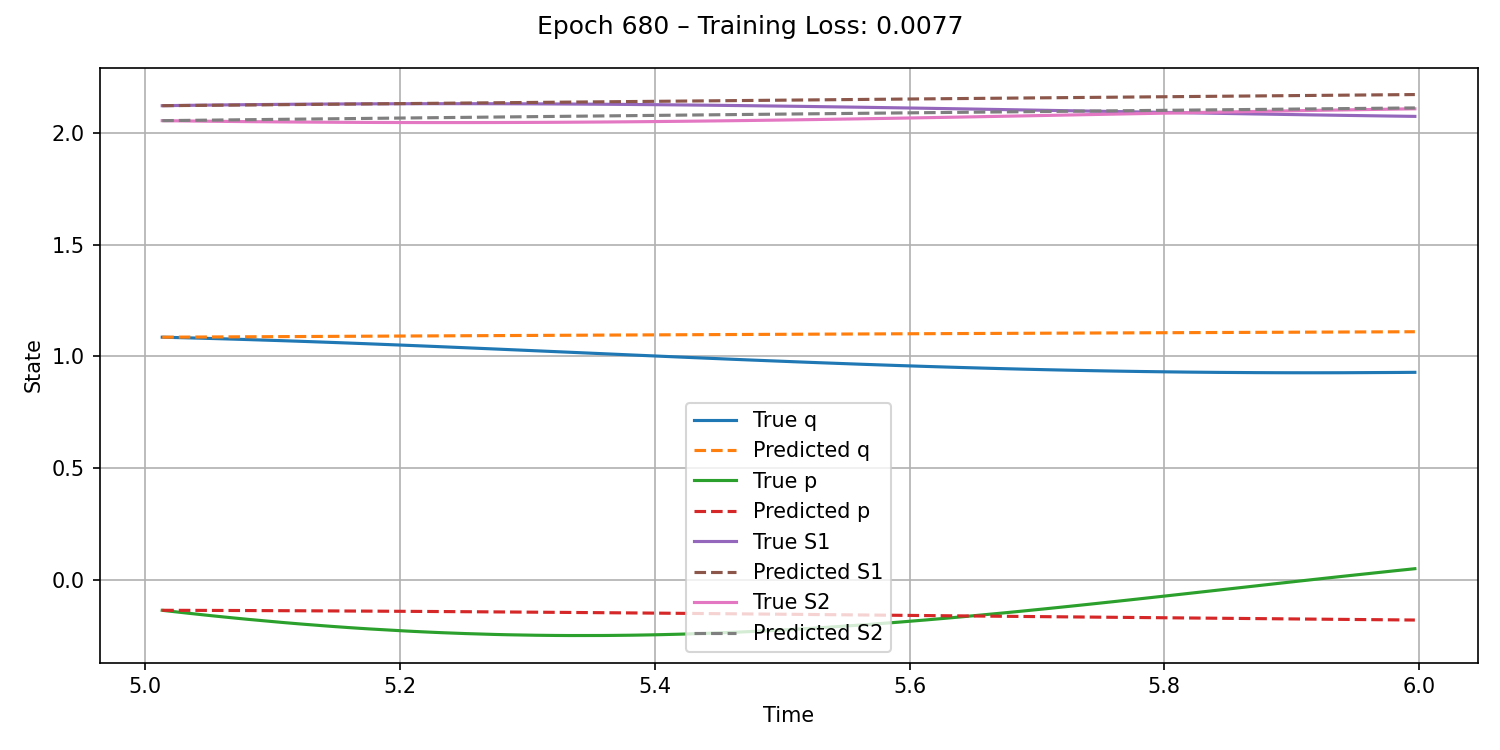 Epoch 680 – Training Loss: 0.0077
2.0
1.5
1.0
0.5
0.0
State
True q
Predicted q
True p
Predicted p
True S1
Predicted S1
True S2
Predicted S2
5.0 5.2 5.4 5.6 5.8 6.0
Time